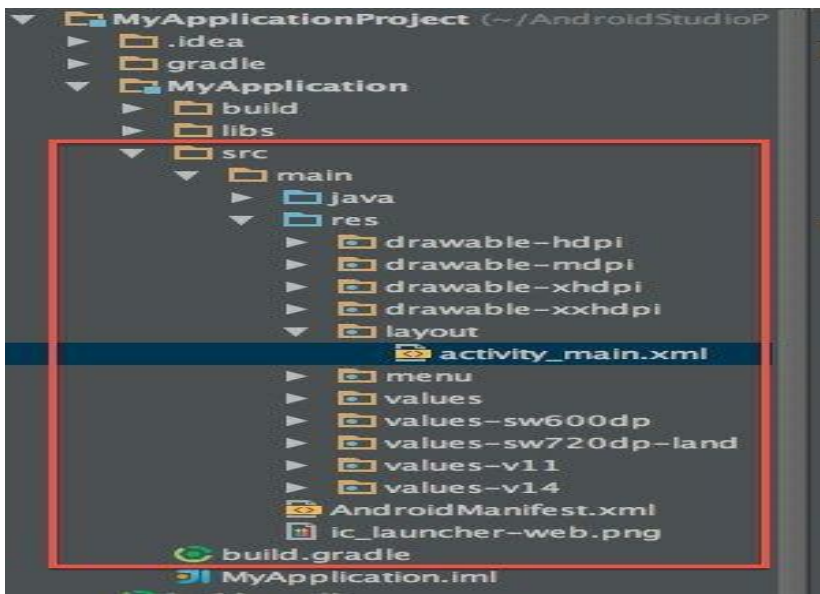 MyApplicationProject (~/AndroidStudioP
.idea
gradle
MyApplication
build
libs
src
main
java
res
drawable-hdpi
drawable-mdpi
drawable-xhdpi
drawable-xxhdpi
layout
activity_main.xml
menu
values
values-sw600dp
values-sw720dp-land
values-v11
values-v14
AndroidManifest.xml
ic_launcher-web.png
build.gradle
MyApplication.iml